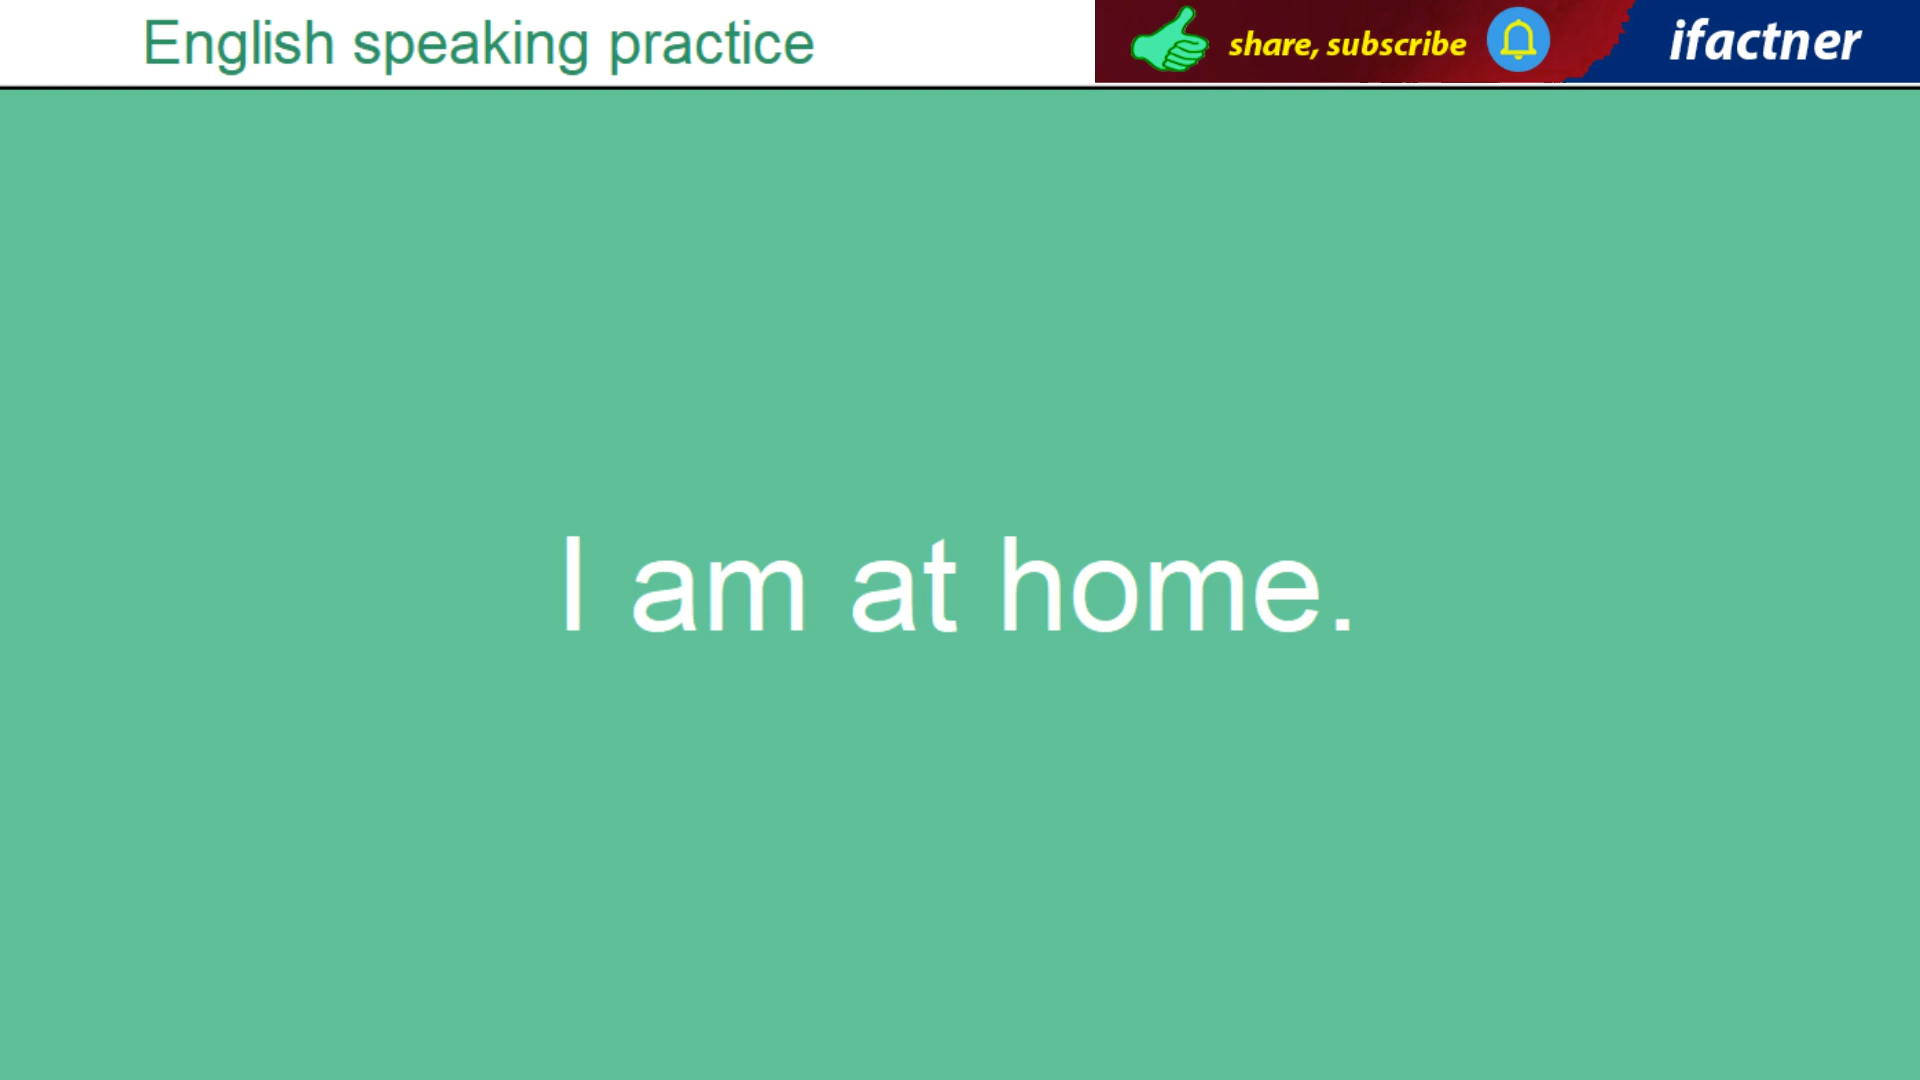 English speaking practice
share, subscribe
ifactner
I am at home.